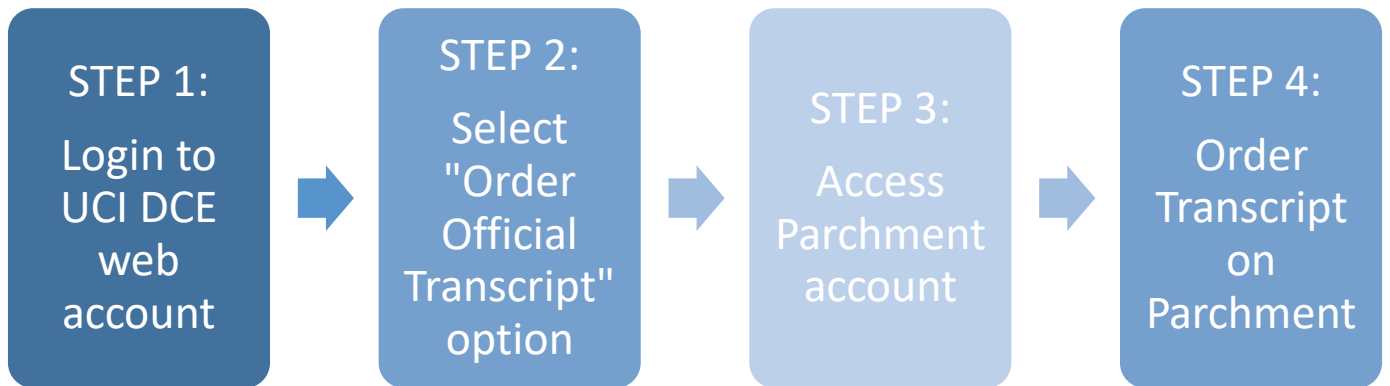 STEP 1:
Login to
UCI DCE
web
account
STEP 2:
Select
"Order
Official
Transcript"
option
STEP 3:
Access
Parchment
account
STEP 4:
Order
Transcript
on
Parchment